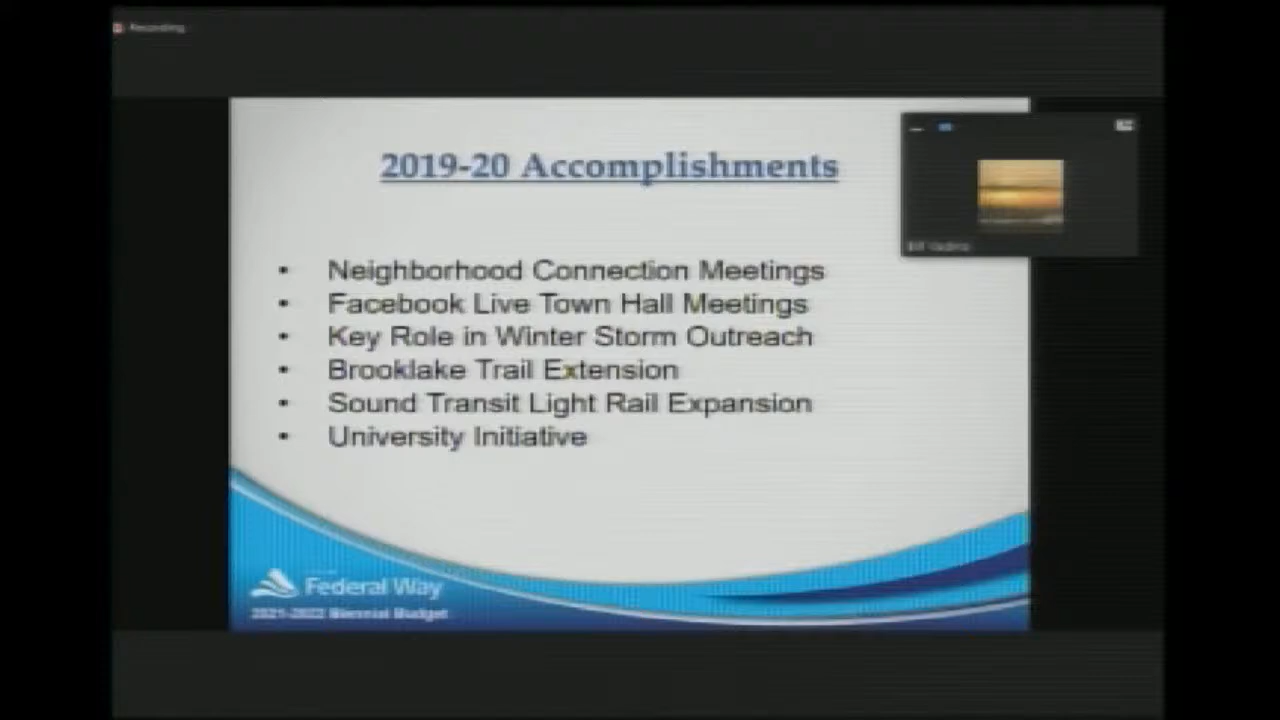 Recording
2019-20 Accomplishments
• Neighborhood Connection Meetings
• Facebook Live Town Hall Meetings
• Key Role in Winter Storm Outreach
• Brooklake Trail Extension
• Sound Transit Light Rail Expansion
• University Initiative
Federal Way
2021-2022 Biennial Budget